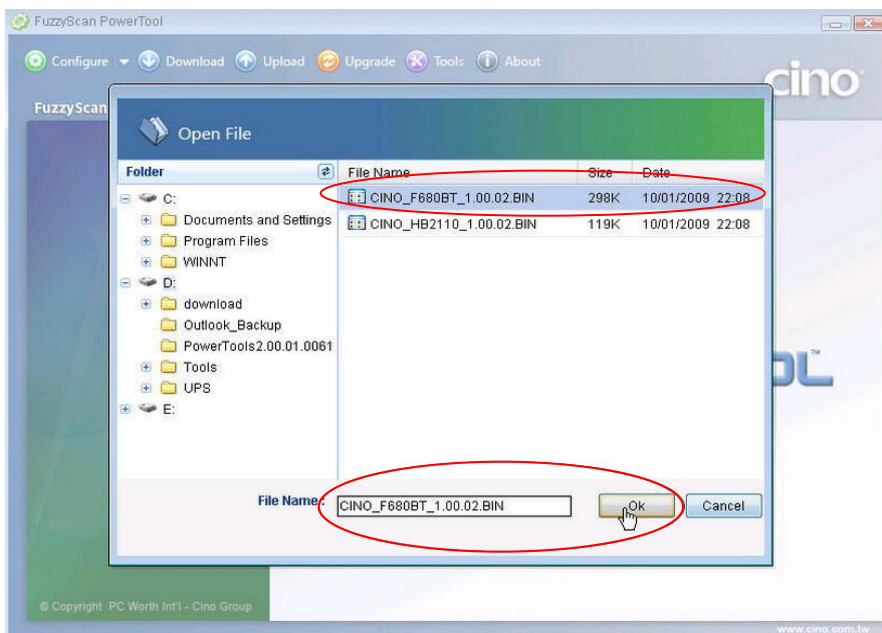 FuzzyScan PowerTool
Configure Download Upload Upgrade Tools About
cino
FuzzyScan
Open File
Folder File Name Size Date
C: CINO_F680BT_1.00.02.BIN 298K 10/01/2009 22:08
Documents and Settings CINO_HB2110_1.00.02.BIN 119K 10/01/2009 22:08
Program Files
WINNT
D:
download
Outlook_Backup
PowerTools2.00.01.0061
Tools
UPS
E:
File Name: CINO_F680BT_1.00.02.BIN Ok Cancel
© Copyright PC Worth Int'l - Cino Group
www.cino.com.tw